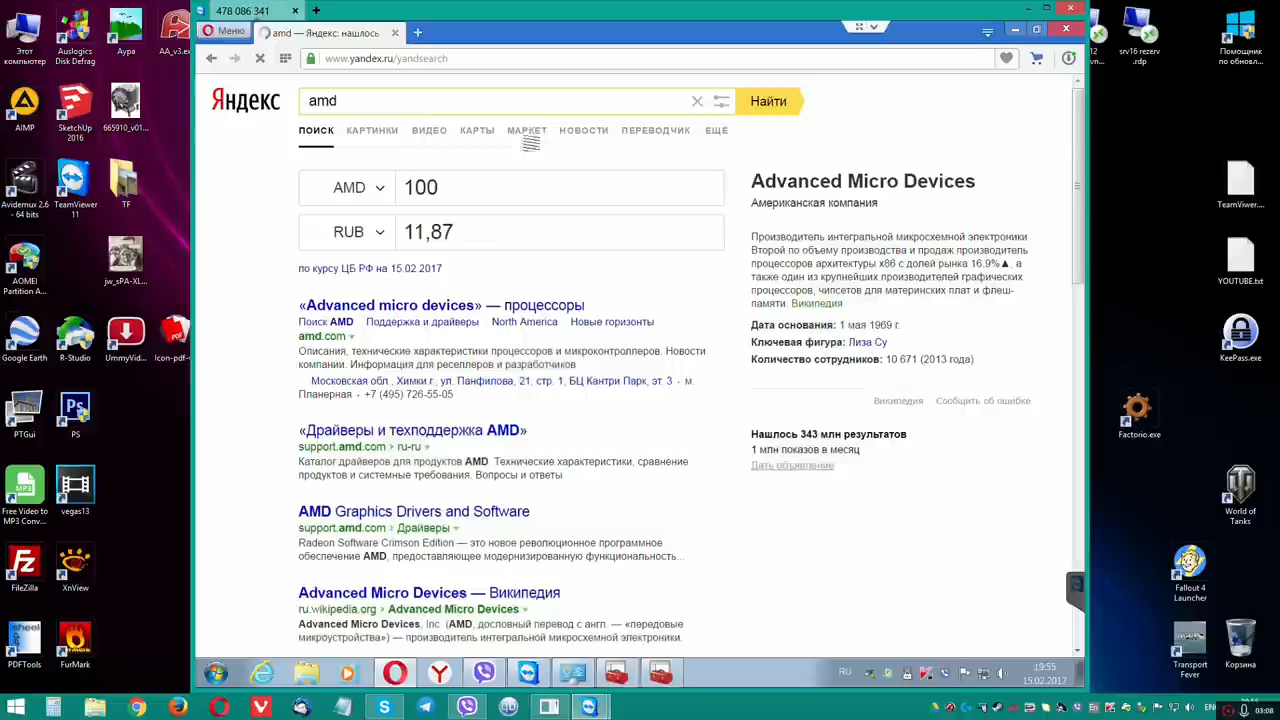 478 086 341
Меню
amd — Яндекс: нашлось
www.yandex.ru/yandsearch
Яндекс
amd
Найти
ПОИСК КАРТИНКИ ВИДЕО КАРТЫ МАРКЕТ НОВОСТИ ПЕРЕВОДЧИК ЕЩЁ
AMD 100
RUB 11,87
по курсу ЦБ РФ на 15.02.2017
«Advanced micro devices» — процессоры
Поиск AMD Поддержка и драйверы North America Новые горизонты
amd.com
Описания, технические характеристики процессоров и микроконтроллеров. Новости
компании. Информация для реселлеров и разработчиков
Московская обл., Химки г., ул. Панфилова, 21, стр. 1, БЦ Кантри Парк, эт. 3 · м.
Планерная · +7 (495) 726-55-05
«Драйверы и техподдержка AMD»
support.amd.com › ru-ru
Каталог драйверов для продуктов AMD Технические характеристики, сравнение
продуктов и системные требования. Вопросы и ответы.
AMD Graphics Drivers and Software
support.amd.com › Драйверы
Radeon Software Crimson Edition — это новое революционное программное
обеспечение AMD, предоставляющее модернизированную функциональность...
Advanced Micro Devices — Википедия
ru.wikipedia.org › Advanced Micro Devices
Advanced Micro Devices, Inc. (AMD, дословный перевод с англ. — «передовые
микроустройства») — производитель интегральной микросхемной электроники.
Advanced Micro Devices
Американская компания
Производитель интегральной микросхемной электроники
Второй по объему производства и продаж производитель
процессоров архитектуры x86 с долей рынка 16,9%▲, а
также один из крупнейших производителей графических
процессоров, чипсетов для материнских плат и флеш-
памяти. Википедия
Дата основания: 1 мая 1969 г.
Ключевая фигура: Лиза Су
Количество сотрудников: 10 671 (2013 года)
Википедия Сообщить об ошибке
Нашлось 343 млн результатов
1 млн показов в месяц
Дать объявление
RU
19:55
15.02.2017
Этот
компьютер
Auslogics
Disk Defrag
Аура
AA_v3.ex
AIMP
SketchUp
2016
665910_v01...
Avidemux 2.6
- 64 bits
TeamViewer
11
TF
AOMEI
Partition A...
jw_sPA-XL...
Google Earth
R-Studio
UmmyVid...
Icon-pdf-v
PTGui
PS
Free Video to
MP3 Conv...
vegas13
FileZilla
XnView
PDFTools
FurMark
srv16 rezerv
.rdp
Помощник
по обновл...
TeamViwer....
YOUTUBE.txt
KeePass.exe
Factorio.exe
World of
Tanks
Fallout 4
Launcher
Transport
Fever
Корзина
03:08